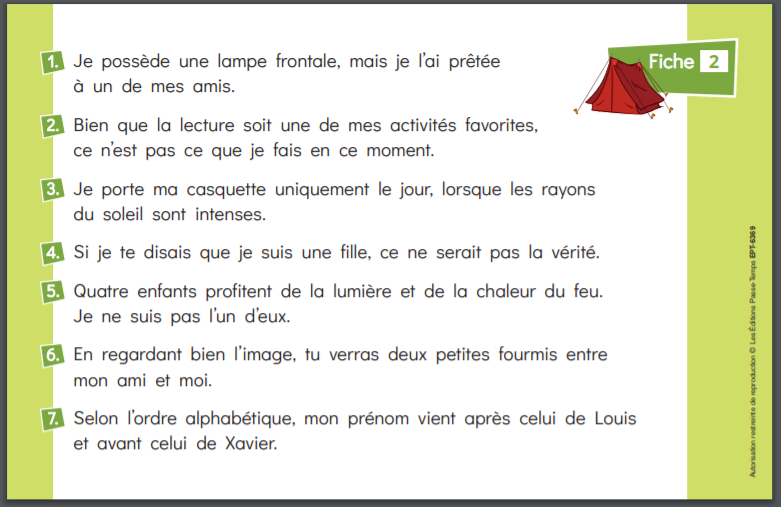 Fiche 2
1. Je possède une lampe frontale, mais je l'ai prêtée
à un de mes amis.
2. Bien que la lecture soit une de mes activités favorites,
ce n'est pas ce que je fais en ce moment.
3. Je porte ma casquette uniquement le jour, lorsque les rayons
du soleil sont intenses.
4. Si je te disais que je suis une fille, ce ne serait pas la vérité.
5. Quatre enfants profitent de la lumière et de la chaleur du feu.
Je ne suis pas l'un d'eux.
6. En regardant bien l'image, tu verras deux petites fourmis entre
mon ami et moi.
7. Selon l'ordre alphabétique, mon prénom vient après celui de Louis
et avant celui de Xavier.
Autorisation restreinte de reproduction © Les Éditions Passe Temps EPT-6369